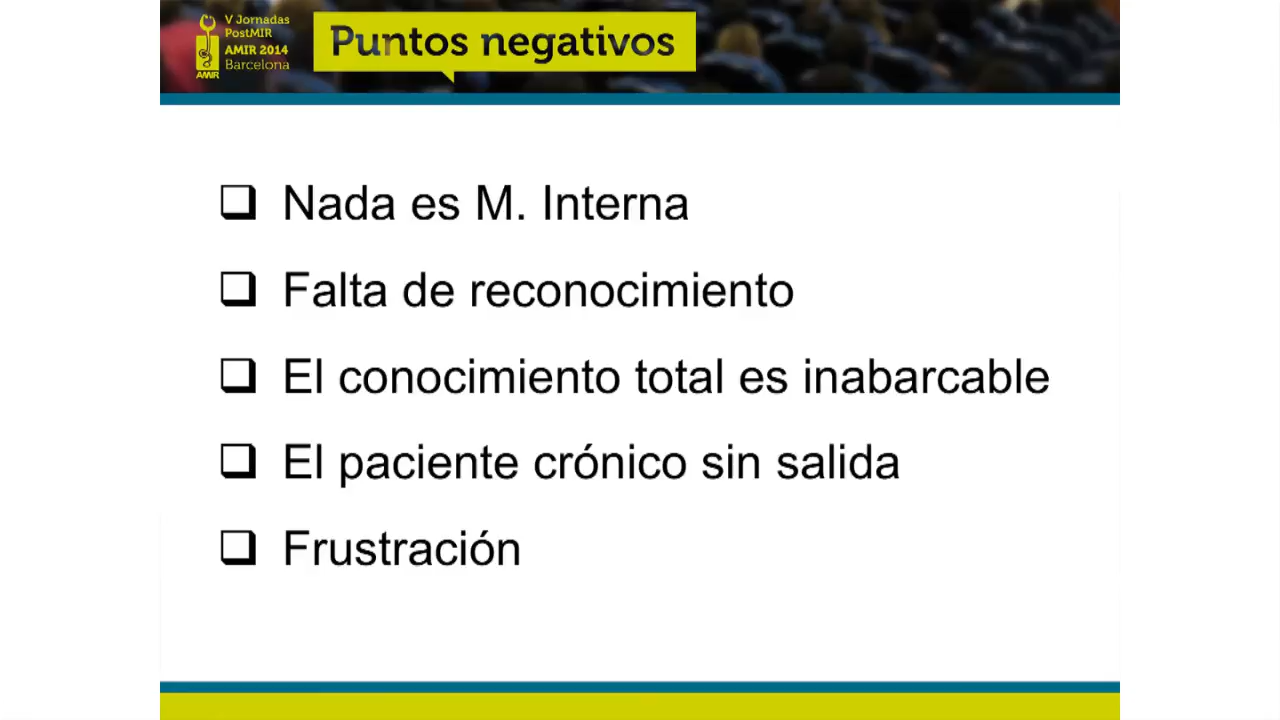 V Jornadas
PostMIR
AMIR 2014
Barcelona
AMIR
Puntos negativos
Nada es M. Interna
Falta de reconocimiento
El conocimiento total es inabarcable
El paciente crónico sin salida
Frustración